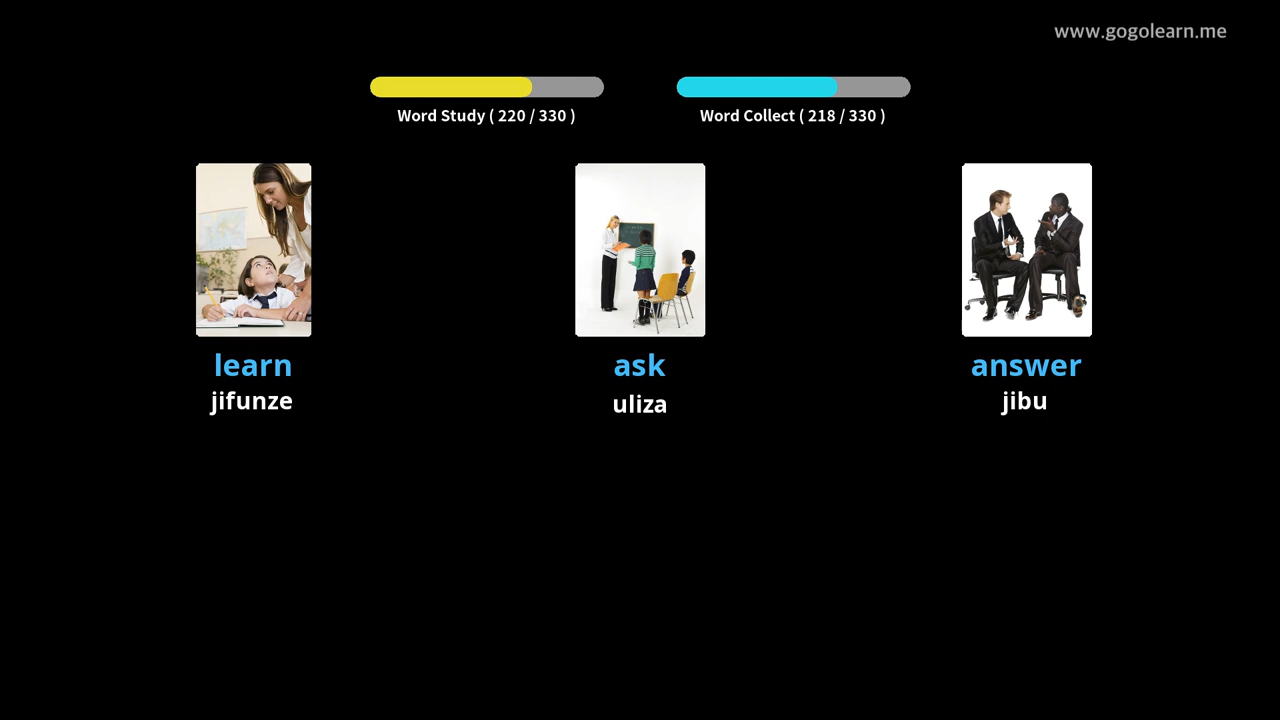 www.gogolearn.me
Word Study ( 220 / 330 )
Word Collect ( 218 / 330 )
learn
jifunze
ask
uliza
answer
jibu